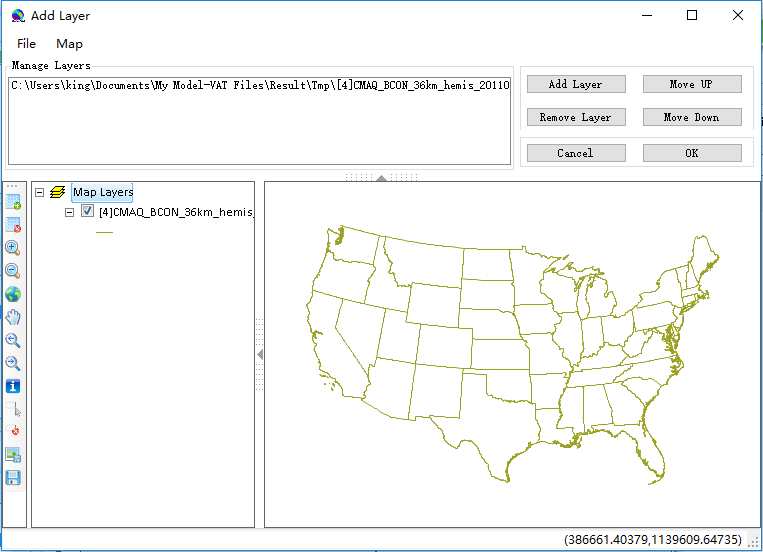 Add Layer
File Map
Manage Layers
C:\Users\king\Documents\My Model-VAT Files\Result\Tmp\[4]CMAQ_BCON_36km_hemis_20110
Add Layer Move UP
Remove Layer Move Down
Cancel OK
Map Layers
[4]CMAQ_BCON_36km_hemis_
(386661.40379,1139609.64735)